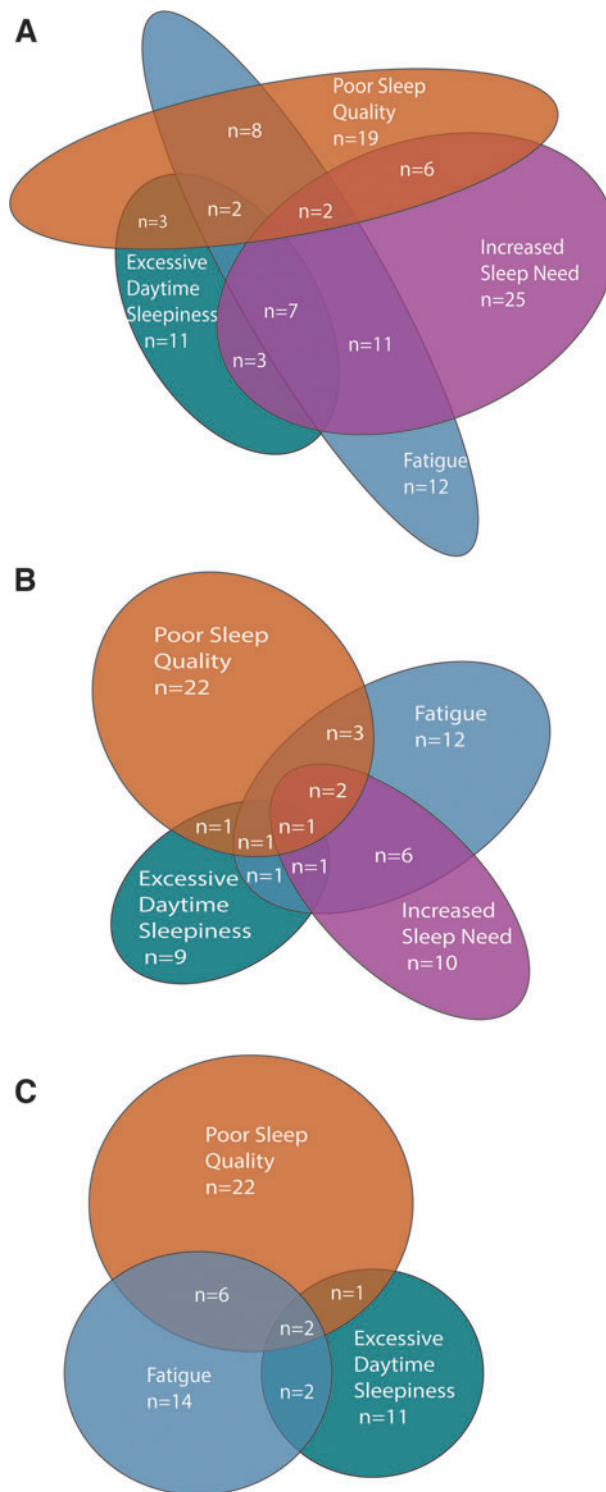 A
Poor Sleep
Quality
n=19
n=8
n=6
n=3
n=2
n=2
Excessive
Daytime
Sleepiness
n=11
Increased
Sleep Need
n=25
n=7
n=11
n=3
Fatigue
n=12
B
Poor Sleep
Quality
n=22
Fatigue
n=12
n=3
n=2
n=1
n=1
n=1
n=1
n=1
n=6
Excessive
Daytime
Sleepiness
n=9
Increased
Sleep Need
n=10
C
Poor Sleep
Quality
n=22
n=6
n=1
n=2
Excessive
Daytime
Sleepiness
n=11
Fatigue
n=14
n=2